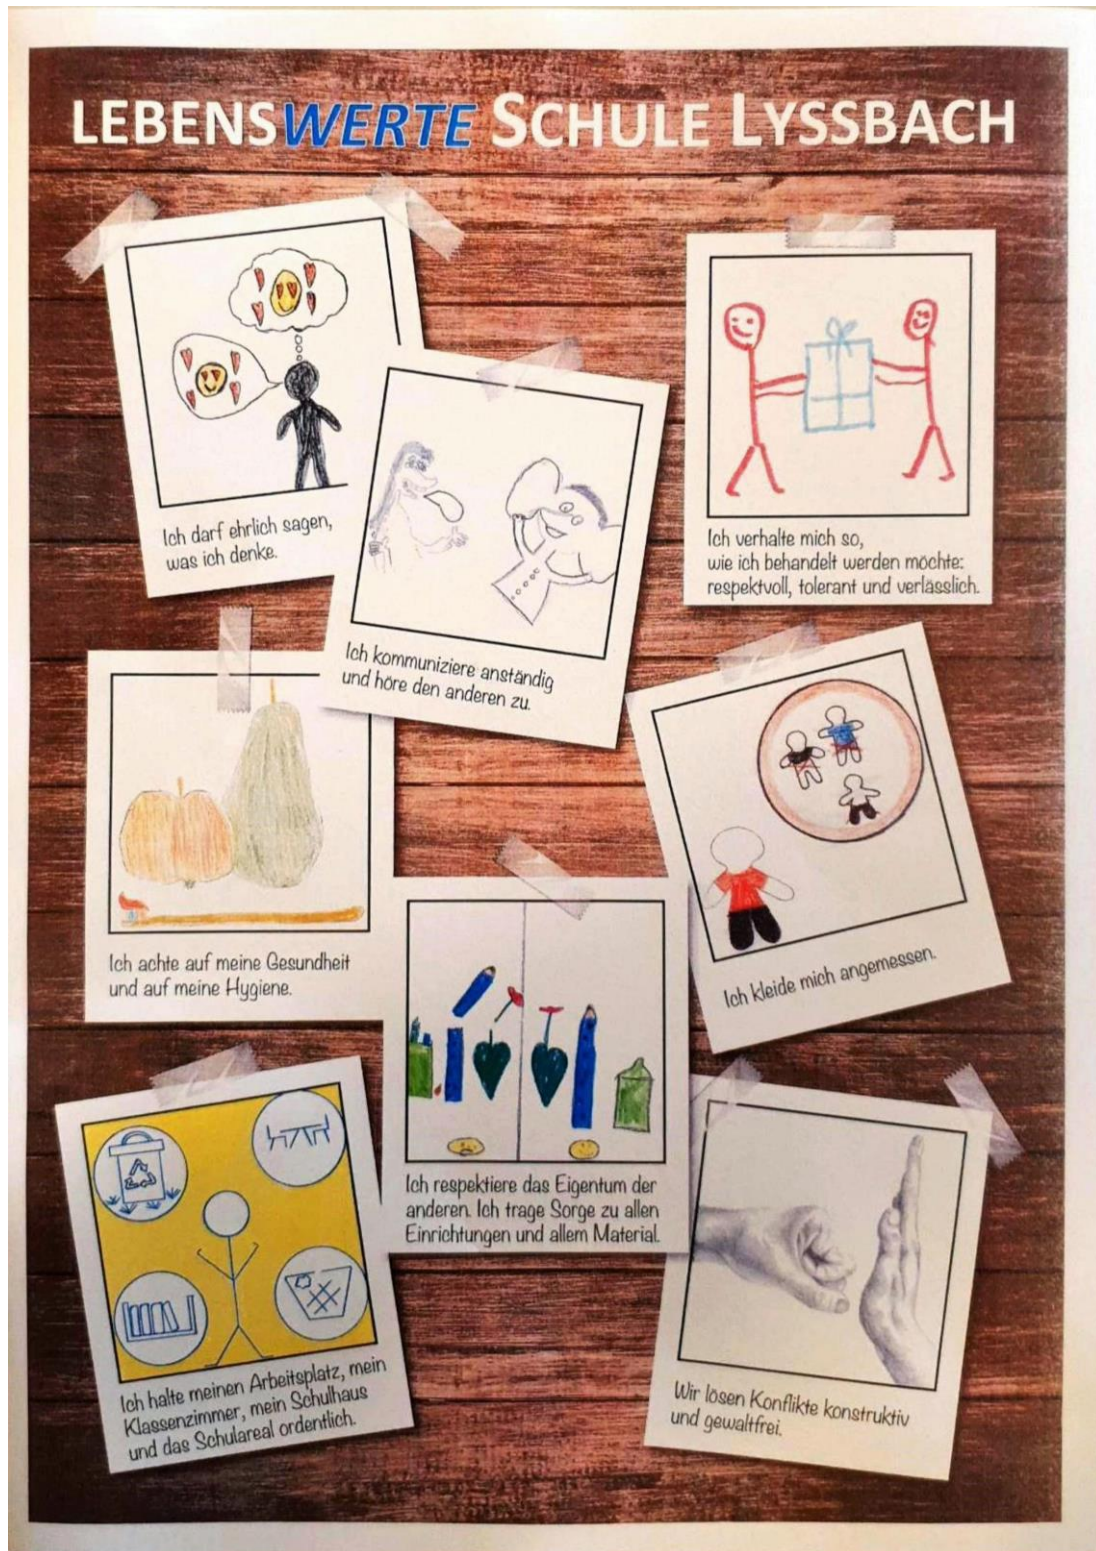 LEBENSWERTE SCHULE LYSSBACH
Ich darf ehrlich sagen,
was ich denke.
Ich kommuniziere anständig
und höre den anderen zu.
Ich verhalte mich so,
wie ich behandelt werden möchte:
respektvoll, tolerant und verlässlich.
Ich achte auf meine Gesundheit
und auf meine Hygiene.
Ich kleide mich angemessen.
Ich respektiere das Eigentum der
anderen. Ich trage Sorge zu allen
Einrichtungen und allem Material.
Ich halte meinen Arbeitsplatz, mein
Klassenzimmer, mein Schulhaus
und das Schulareal ordentlich.
Wir lösen Konflikte konstruktiv
und gewaltfrei.